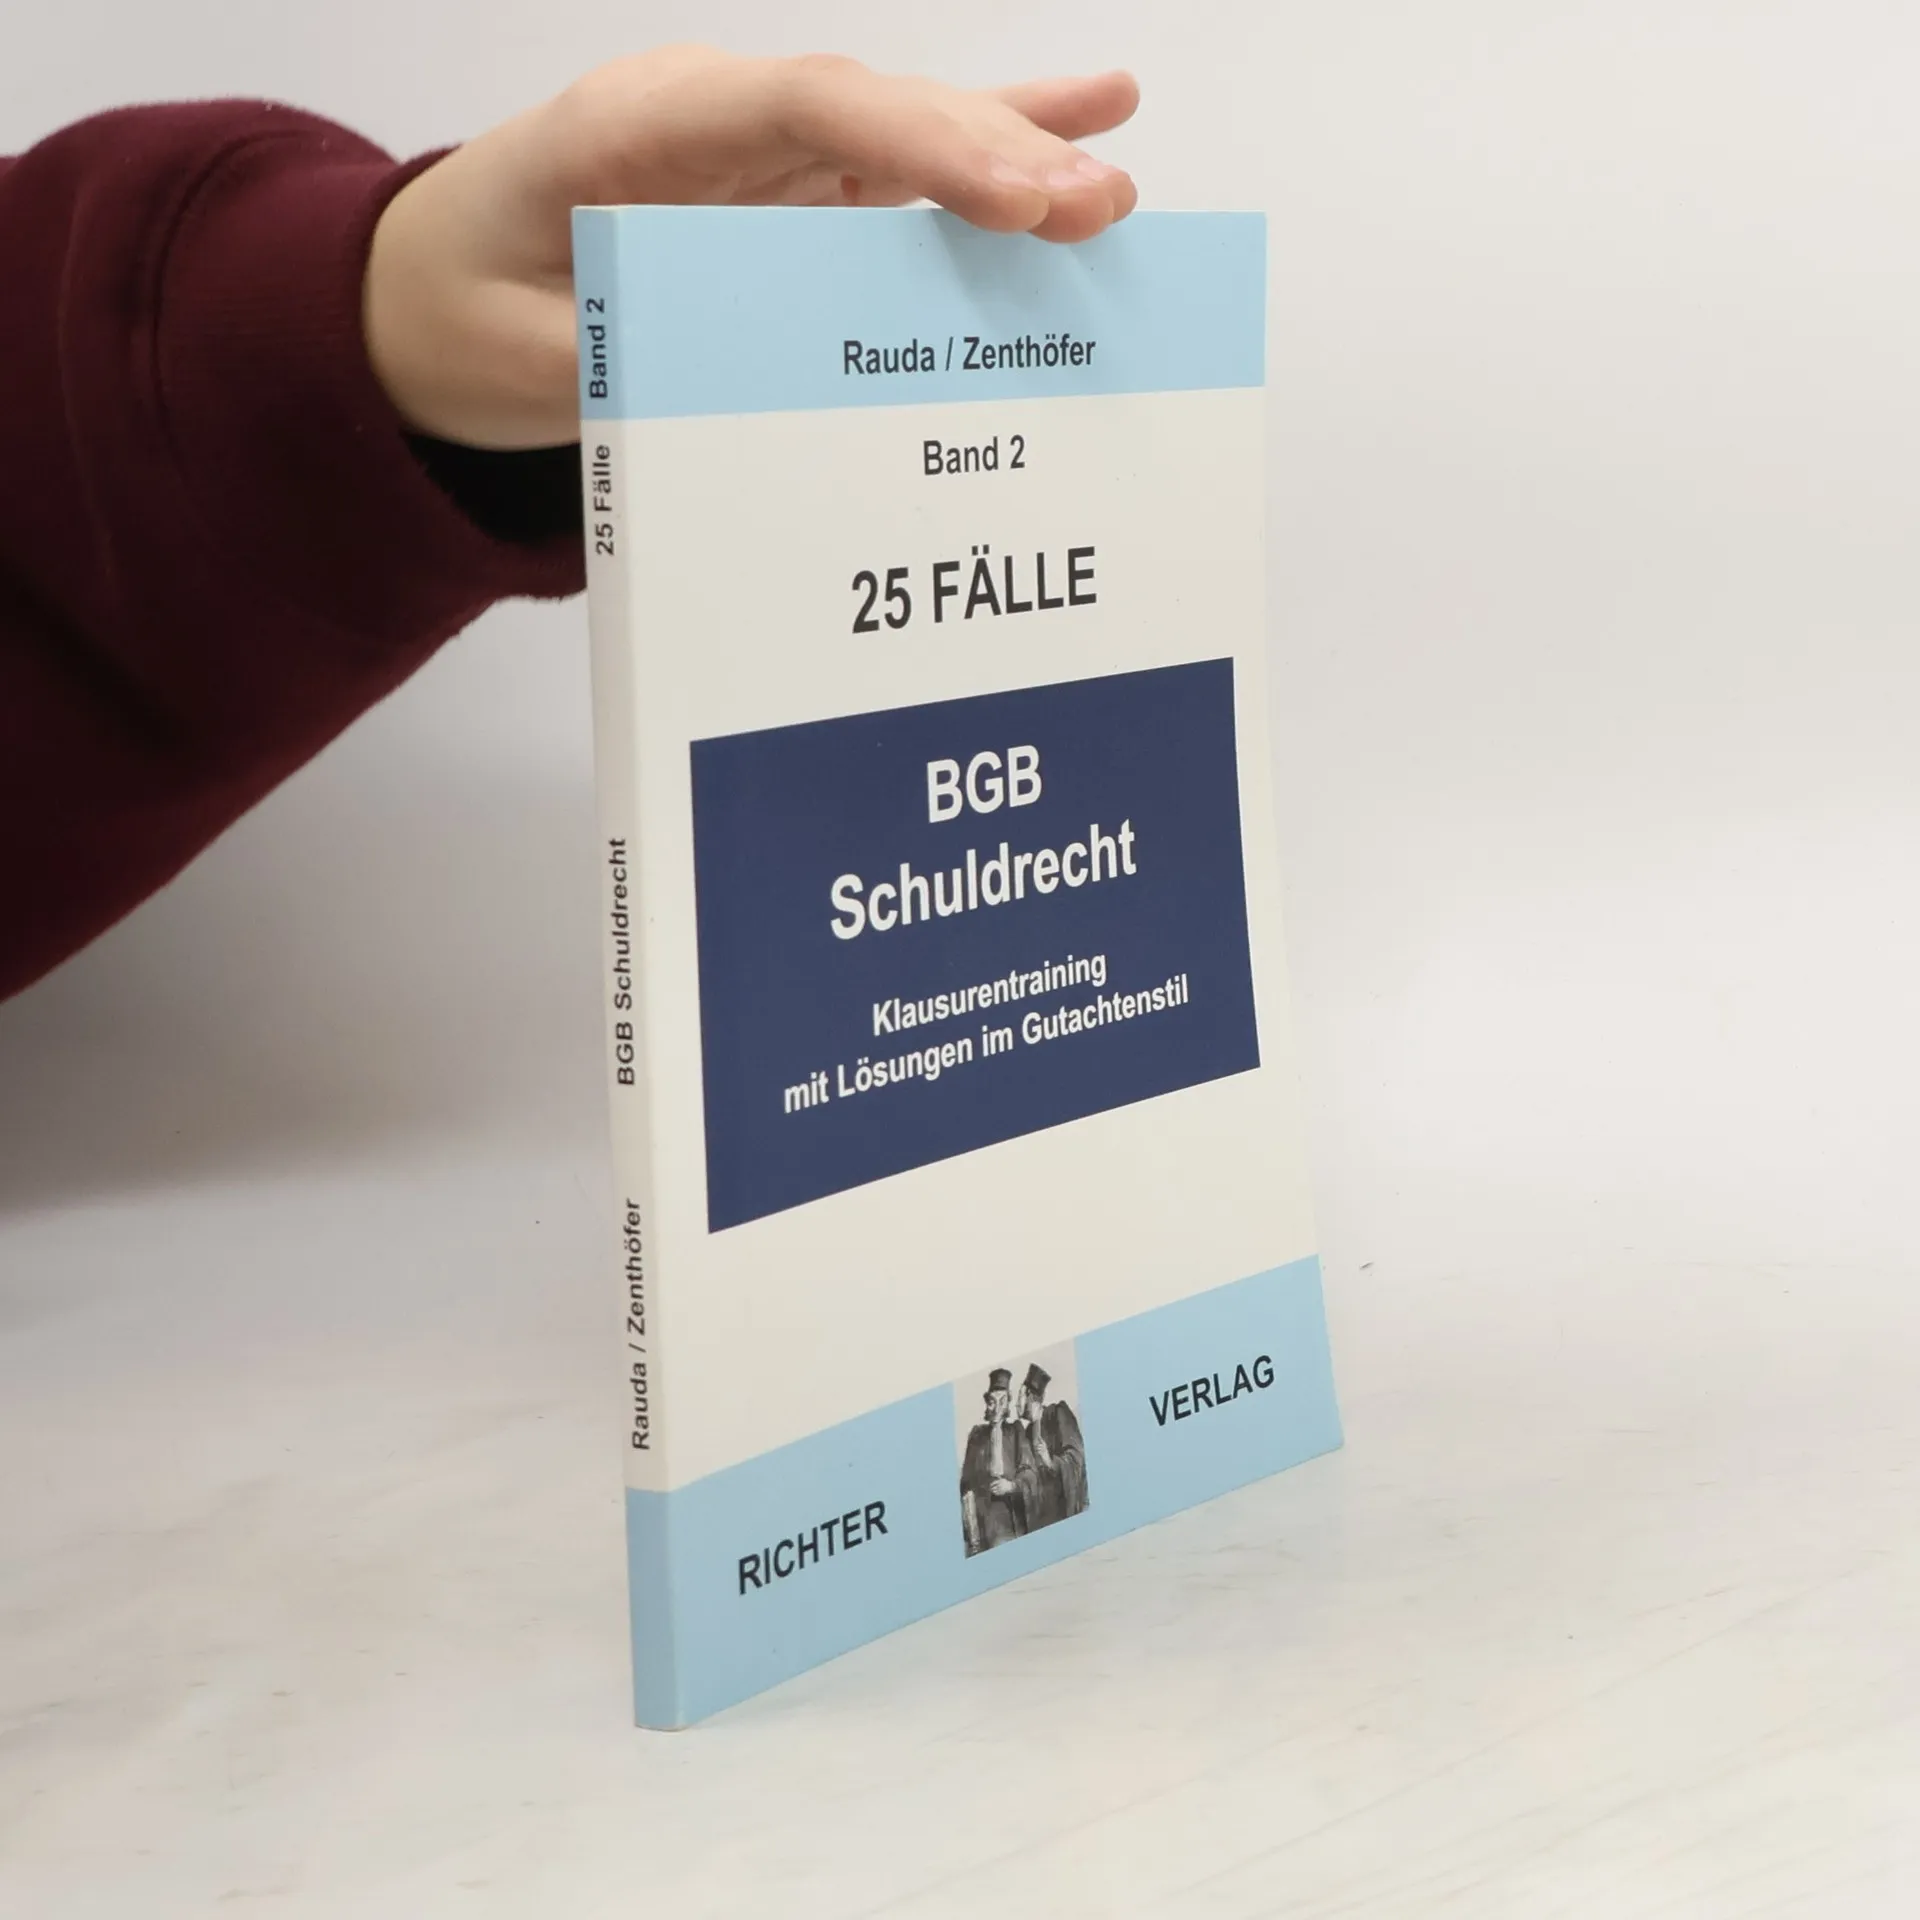 Rauda / Zenthöfer
Band 2
25 FÄLLE
BGB
Schuldrecht
Klausurentraining
mit Lösungen im Gutachtenstil
RICHTER
VERLAG
Rauda / Zenthöfer BGB Schuldrecht 25 Fälle Band 2